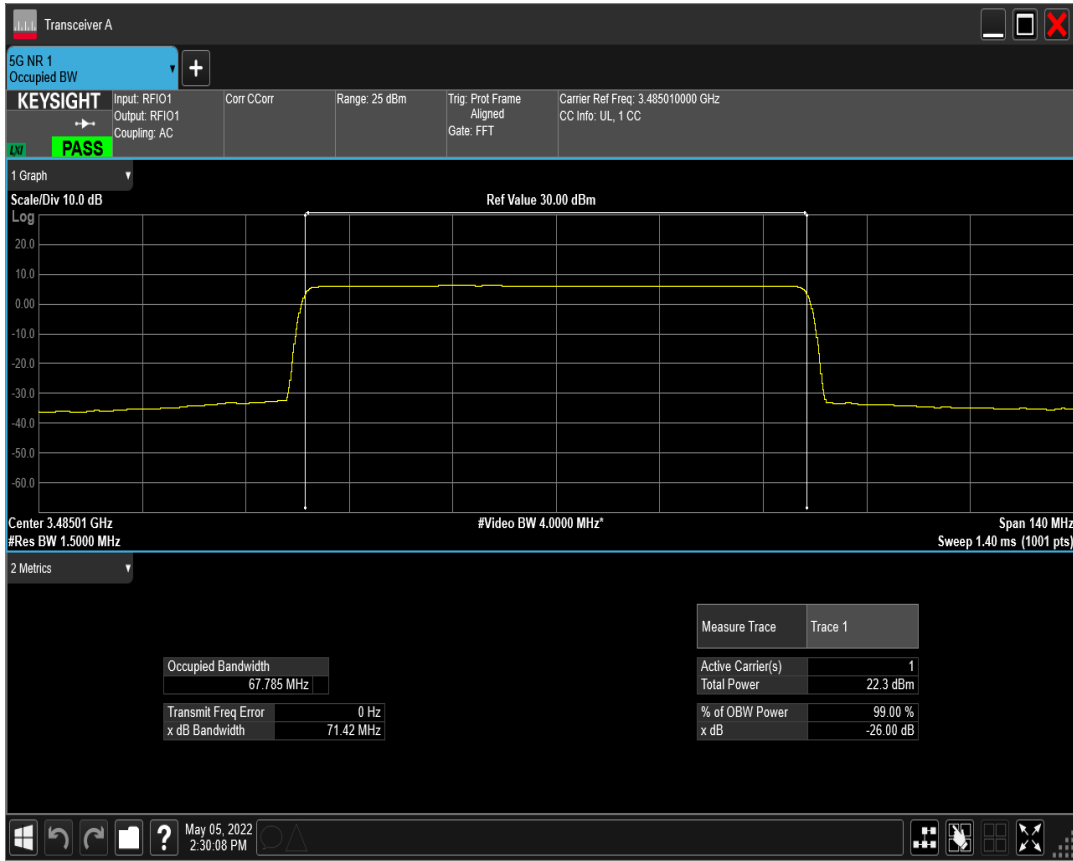 Transceiver A
5G NR 1
Occupied BW
+
KEYSIGHT
LXI
PASS
Input: RFIO1
Output: RFIO1
Coupling: AC
Corr CCorr
Range: 25 dBm
Trig: Prot Frame
Aligned
Gate: FFT
Carrier Ref Freq: 3.485010000 GHz
CC Info: UL, 1 CC
1 Graph
Scale/Div 10.0 dB
Ref Value 30.00 dBm
Log
20.0
10.0
0.00
-10.0
-20.0
-30.0
-40.0
-50.0
-60.0
Center 3.48501 GHz
#Video BW 4.0000 MHz*
Span 140 MHz
#Res BW 1.5000 MHz
Sweep 1.40 ms (1001 pts)
2 Metrics
Measure Trace Trace 1
Occupied Bandwidth
67.785 MHz
Active Carrier(s) 1
Total Power 22.3 dBm
Transmit Freq Error 0 Hz
x dB Bandwidth 71.42 MHz
% of OBW Power 99.00 %
x dB -26.00 dB
?
May 05, 2022
2:30:08 PM